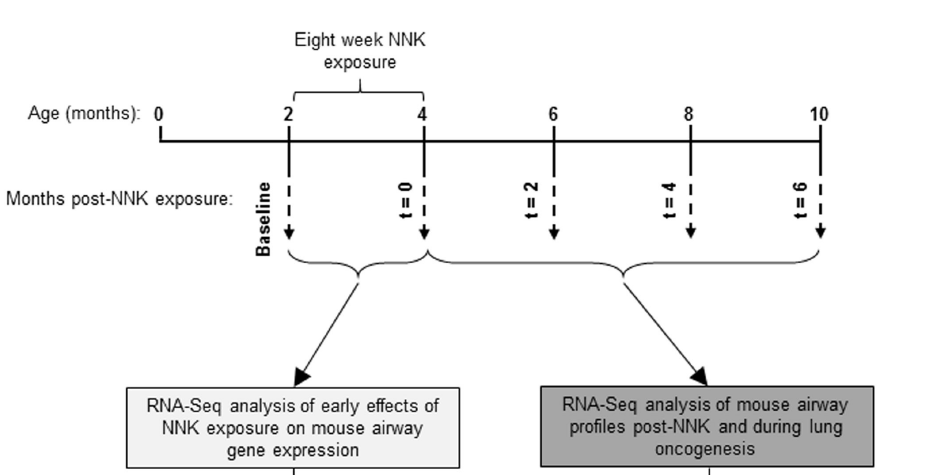 Eight week NNK
exposure
Age (months): 0 2 4 6 8 10
Months post-NNK exposure: Baseline t = 0 t = 2 t = 4 t = 6
RNA-Seq analysis of early effects of
NNK exposure on mouse airway
gene expression
RNA-Seq analysis of mouse airway
profiles post-NNK and during lung
oncogenesis